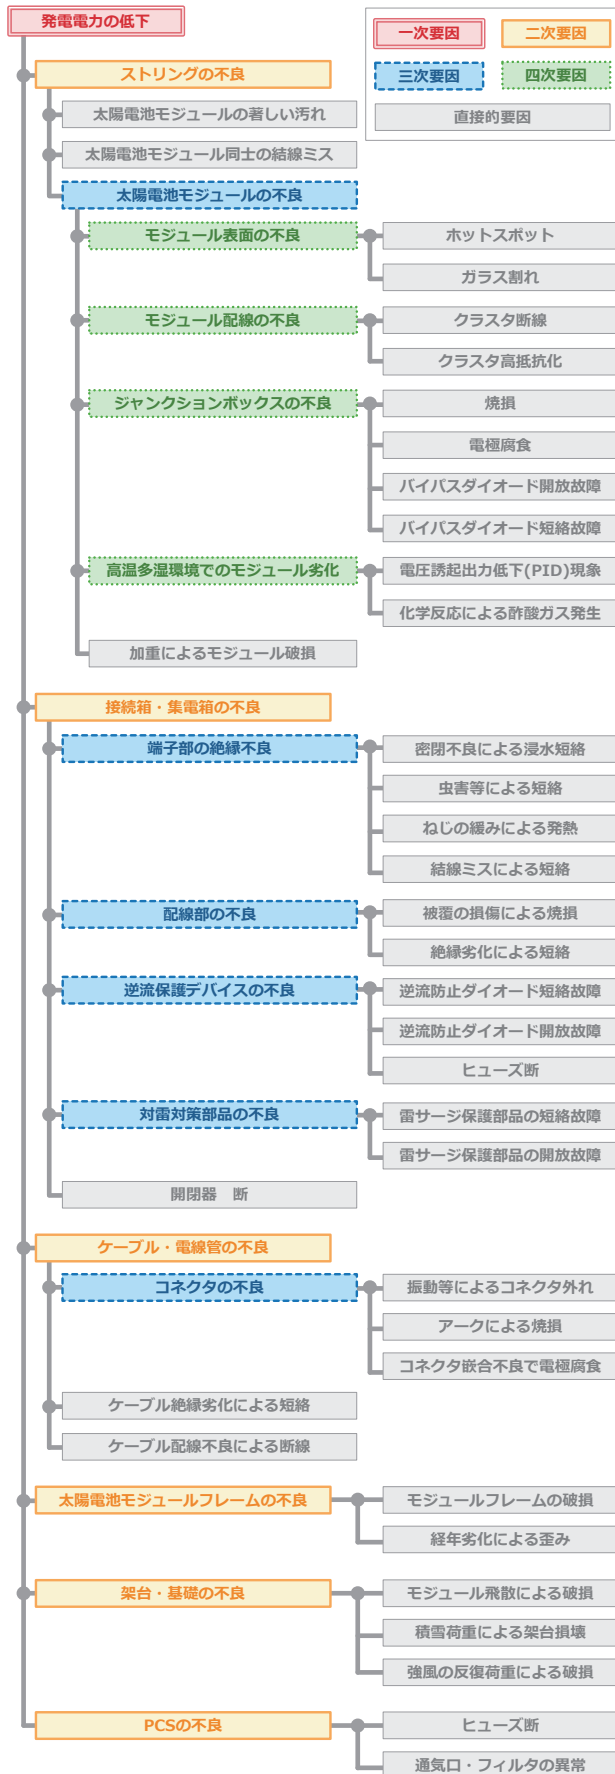 発電電力の低下
一次要因
二次要因
三次要因
四次要因
直接的要因
ストリングの不良
太陽電池モジュールの著しい汚れ
太陽電池モジュール同士の結線ミス
太陽電池モジュールの不良
モジュール表面の不良
ホットスポット
ガラス割れ
モジュール配線の不良
クラスタ断線
クラスタ高抵抗化
ジャンクションボックスの不良
焼損
電極腐食
バイパスダイオード開放故障
バイパスダイオード短絡故障
高温多湿環境でのモジュール劣化
電圧誘起出力低下(PID)現象
化学反応による酢酸ガス発生
加重によるモジュール破損
接続箱・集電箱の不良
端子部の絶縁不良
密閉不良による浸水短絡
虫害等による短絡
ねじの緩みによる発熱
結線ミスによる短絡
配線部の不良
被覆の損傷による焼損
絶縁劣化による短絡
逆流保護デバイスの不良
逆流防止ダイオード短絡故障
逆流防止ダイオード開放故障
ヒューズ断
対雷対策部品の不良
雷サージ保護部品の短絡故障
雷サージ保護部品の開放故障
開閉器　断
ケーブル・電線管の不良
コネクタの不良
振動等によるコネクタ外れ
アークによる焼損
コネクタ嵌合不良で電極腐食
ケーブル絶縁劣化による短絡
ケーブル配線不良による断線
太陽電池モジュールフレームの不良
モジュールフレームの破損
経年劣化による歪み
架台・基礎の不良
モジュール飛散による破損
積雪荷重による架台損壊
強風の反復荷重による破損
PCSの不良
ヒューズ断
通気口・フィルタの異常